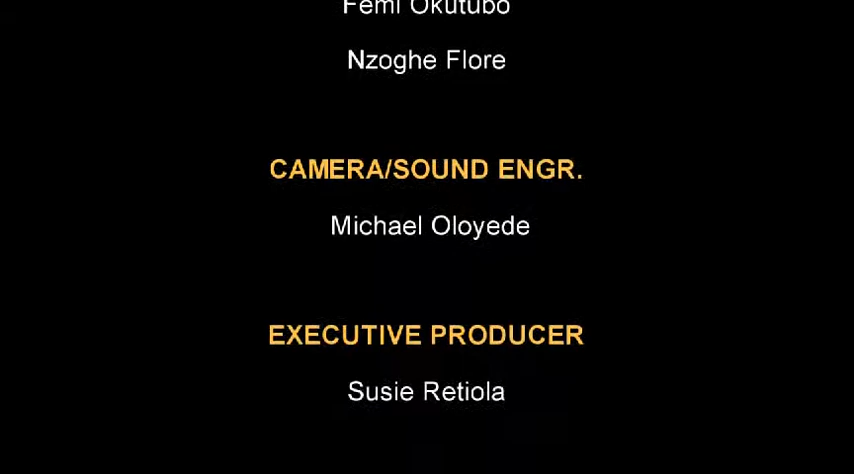 Femi Okutubo
Nzoghe Flore
CAMERA/SOUND ENGR.
Michael Oloyede
EXECUTIVE PRODUCER
Susie Retiola